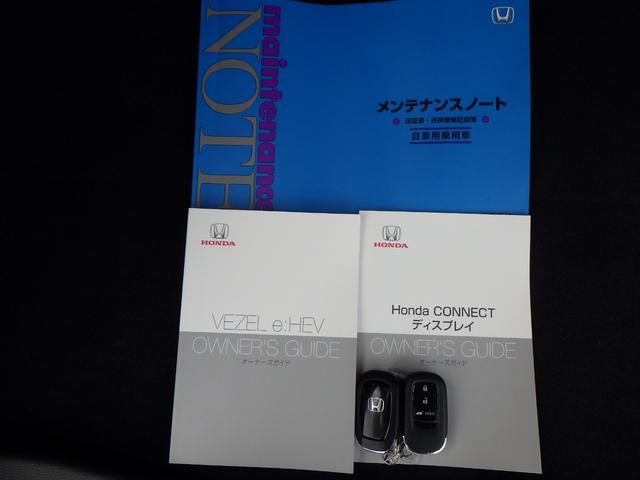 maintenance
NOTE
メンテナンスノート
保証書・点検整備記録簿
自家用乗用車
HONDA
VEZEL e:HEV
OWNER'S GUIDE
オーナーズガイド
HONDA
Honda CONNECT
ディスプレイ
OWNER'S GUIDE
オーナーズガイド
HOLD